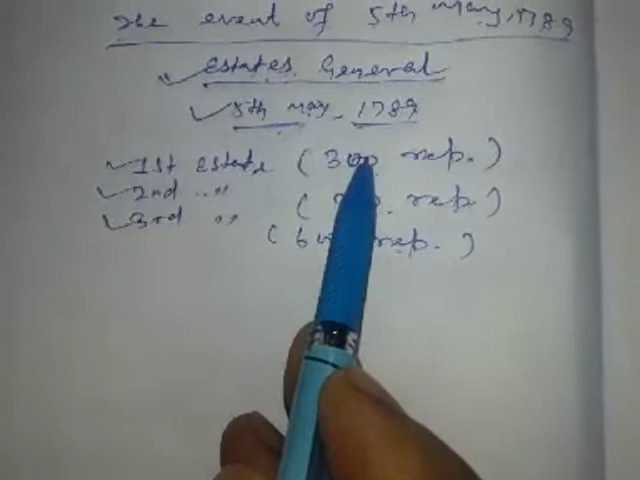 The event of 5th May, 1789
Estates General
5th May, 1789
1st estate (300 rep.)
2nd " ( rep.)
3rd " ( rep.)